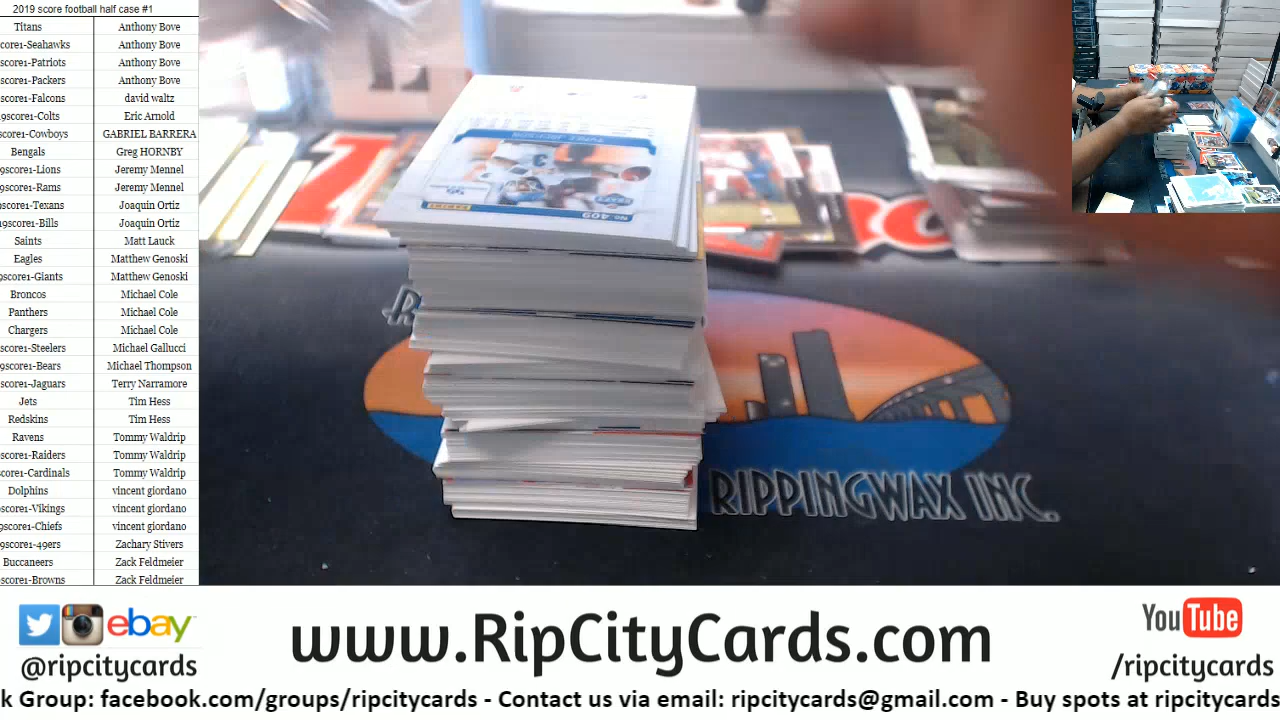 2019 score football half case #1
Titans Anthony Bove
core1-Seahawks Anthony Bove
score1-Patriots Anthony Bove
score1-Packers Anthony Bove
score1-Falcons david waltz
9score1-Colts Eric Arnold
score1-Cowboys GABRIEL BARRERA
Bengals Greg HORNBY
9score1-Lions Jeremy Mennel
9score1-Rams Jeremy Mennel
9score1-Texans Joaquin Ortiz
19score1-Bills Joaquin Ortiz
Saints Matt Lauck
Eagles Matthew Genoski
9score1-Giants Matthew Genoski
Broncos Michael Cole
Panthers Michael Cole
Chargers Michael Cole
score1-Steelers Michael Gallucci
9score1-Bears Michael Thompson
score1-Jaguars Terry Narramore
Jets Tim Hess
Redskins Tim Hess
Ravens Tommy Waldrip
9score1-Raiders Tommy Waldrip
score1-Cardinals Tommy Waldrip
Dolphins vincent giordano
9score1-Vikings vincent giordano
9score1-Chiefs vincent giordano
9score1-49ers Zachary Stivers
Buccaneers Zack Feldmeier
score1-Browns Zack Feldmeier
No. 409
PANINI
RIPPINGWAX INC.
ebay
@ripcitycards
www.RipCityCards.com
YouTube
/ripcitycards
k Group: facebook.com/groups/ripcitycards - Contact us via email: ripcitycards@gmail.com - Buy spots at ripcitycards